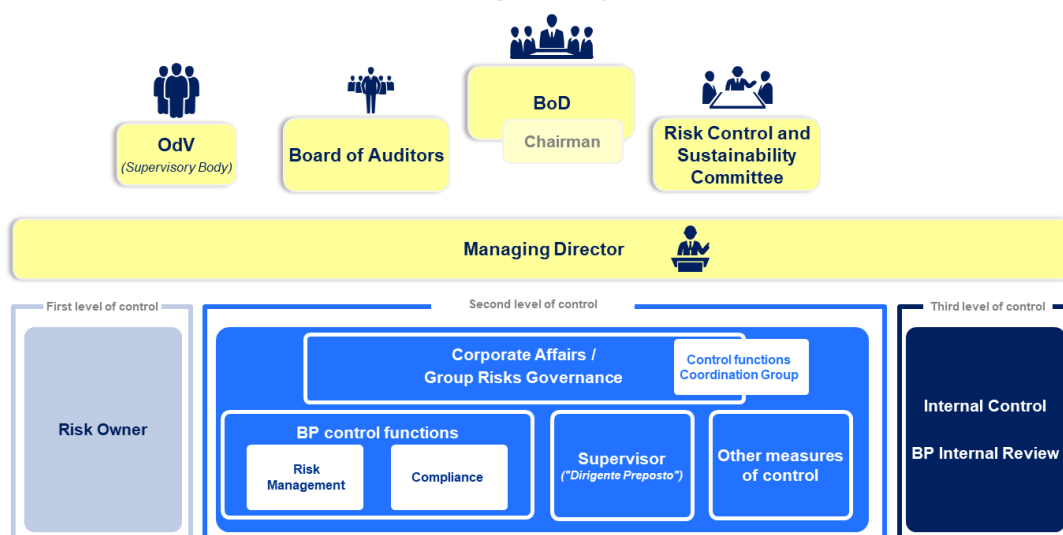 BoD
Chairman
OdV
(Supervisory Body)
Board of Auditors
Risk Control and
Sustainability
Committee
Managing Director
First level of control
Second level of control
Third level of control
Risk Owner
Corporate Affairs /
Group Risks Governance
Control functions
Coordination Group
BP control functions
Risk
Management
Compliance
Supervisor
("Dirigente Preposto")
Other measures
of control
Internal Control
BP Internal Review